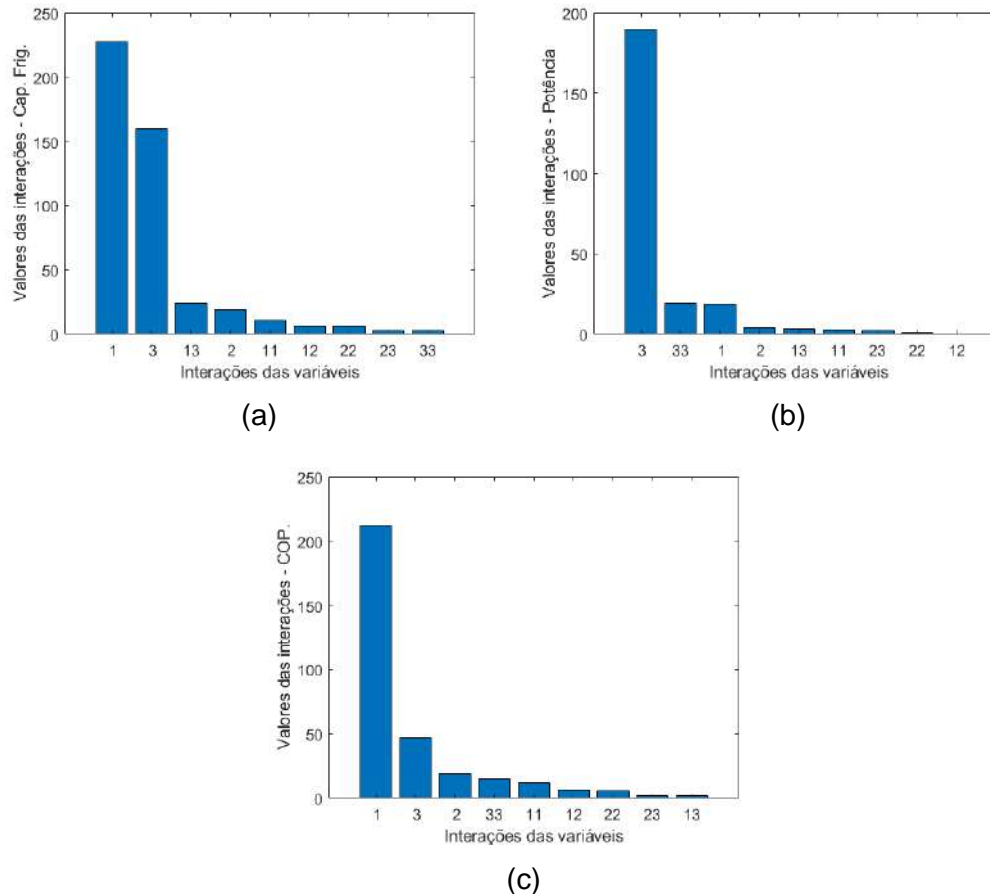 250
200
150
100
50
0
Valores das interações - Cap. Frig.
1 3 13 2 11 12 22 23 33
Interações das variáveis
(a)
200
150
100
50
0
Valores das interações - Potência
3 33 1 2 13 11 23 22 12
Interações das variáveis
(b)
250
200
150
100
50
0
Valores das interações - COP.
1 3 2 33 11 12 22 23 13
Interações das variáveis
(c)